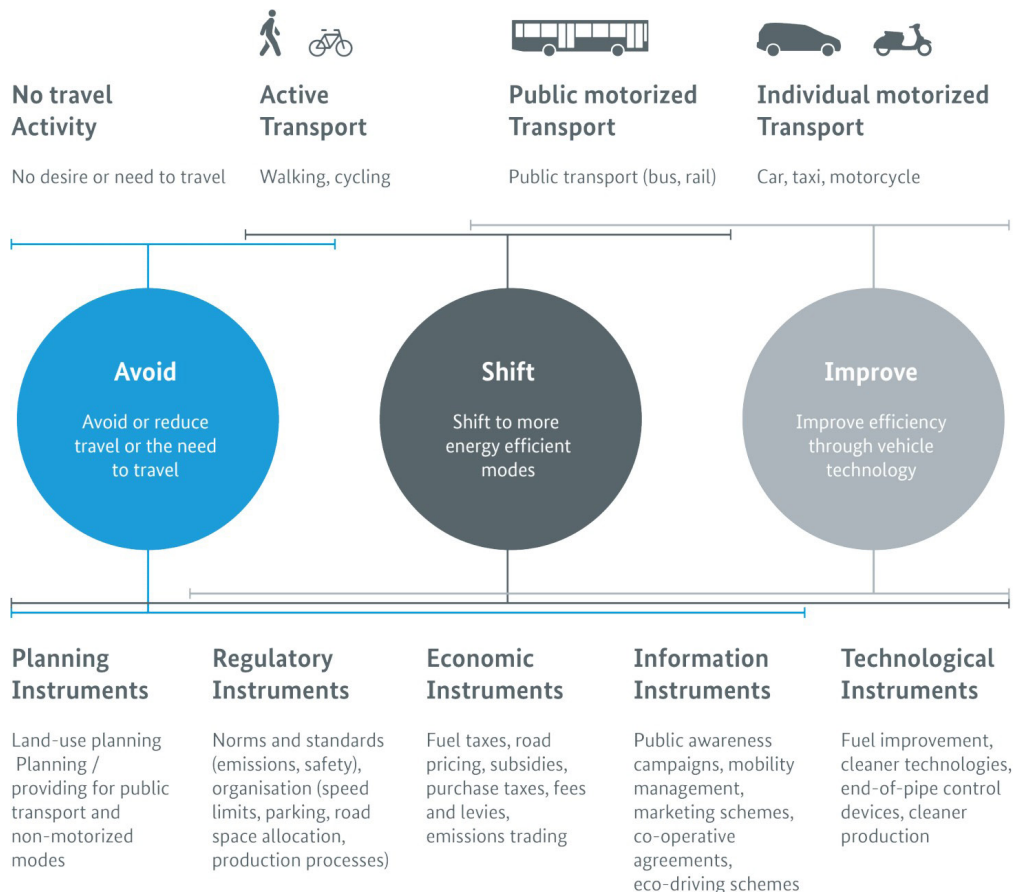 No travel
Activity
No desire or need to travel
Active
Transport
Walking, cycling
Public motorized
Transport
Public transport (bus, rail)
Individual motorized
Transport
Car, taxi, motorcycle
Avoid
Avoid or reduce
travel or the need
to travel
Shift
Shift to more
energy efficient
modes
Improve
Improve efficiency
through vehicle
technology
Planning
Instruments
Land-use planning
Planning /
providing for public
transport and
non-motorized
modes
Regulatory
Instruments
Norms and standards
(emissions, safety),
organisation (speed
limits, parking, road
space allocation,
production processes)
Economic
Instruments
Fuel taxes, road
pricing, subsidies,
purchase taxes, fees
and levies,
emissions trading
Information
Instruments
Public awareness
campaigns, mobility
management,
marketing schemes,
co-operative
agreements,
eco-driving schemes
Technological
Instruments
Fuel improvement,
cleaner technologies,
end-of-pipe control
devices, cleaner
production